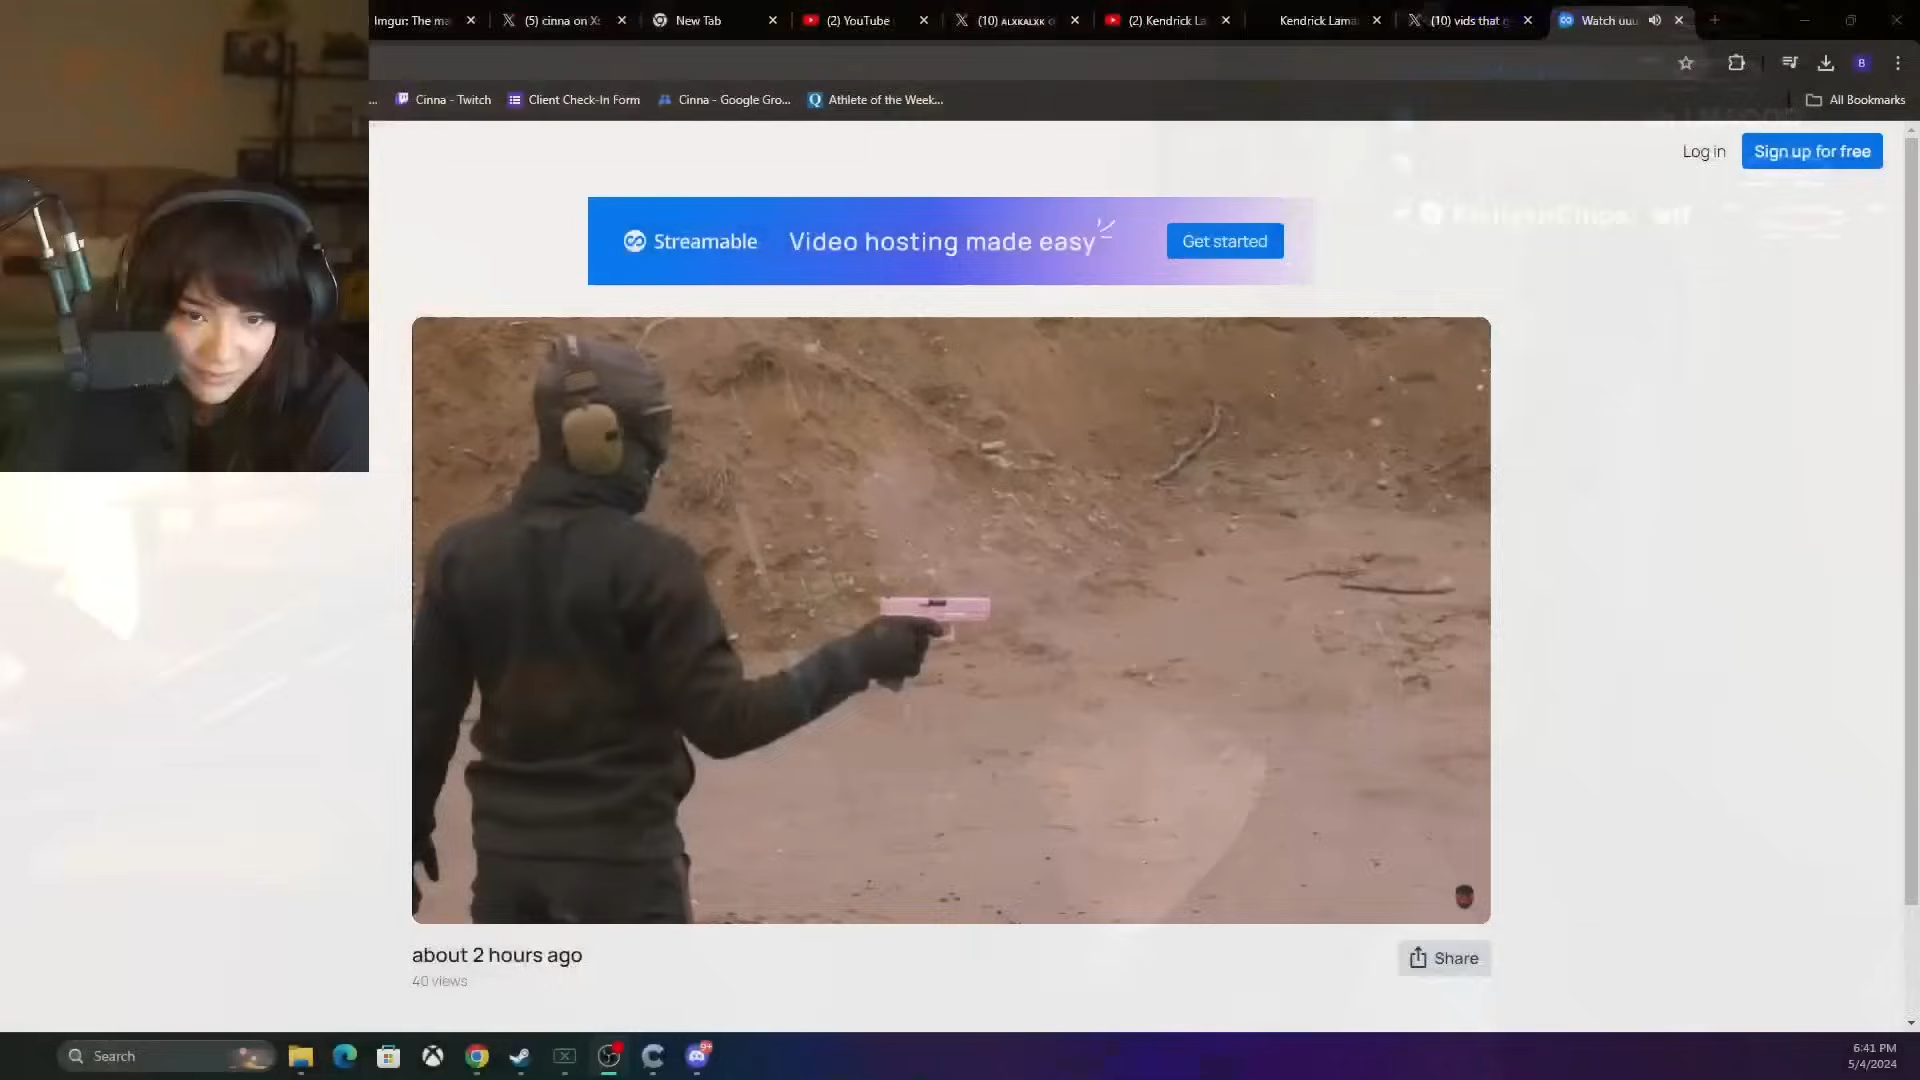 Imgur: The ma
(5) cinna on X:
New Tab
(2) YouTube
(10) ALXKALXK o
(2) Kendrick La
Kendrick Lama
(10) vids that g
Watch uuu
B
...
Cinna - Twitch
Client Check-In Form
Cinna - Google Gro...
Athlete of the Week...
All Bookmarks
Log in
Sign up for free
Streamable
Video hosting made easy
Get started
about 2 hours ago
Share
40 views
Search
9+
6:41 PM
5/4/2024